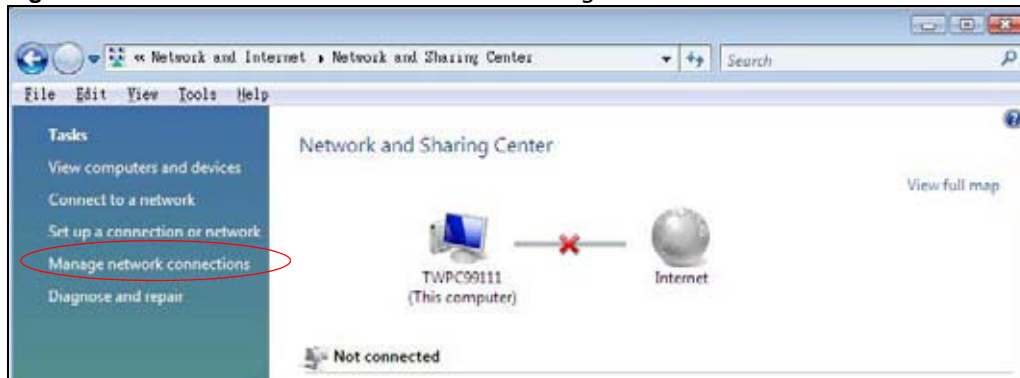 « Network and Internet ▸ Network and Sharing Center
Search
File Edit View Tools Help
Tasks
View computers and devices
Connect to a network
Set up a connection or network
Manage network connections
Diagnose and repair
Network and Sharing Center
View full map
TWPC99111
(This computer)
Internet
Not connected